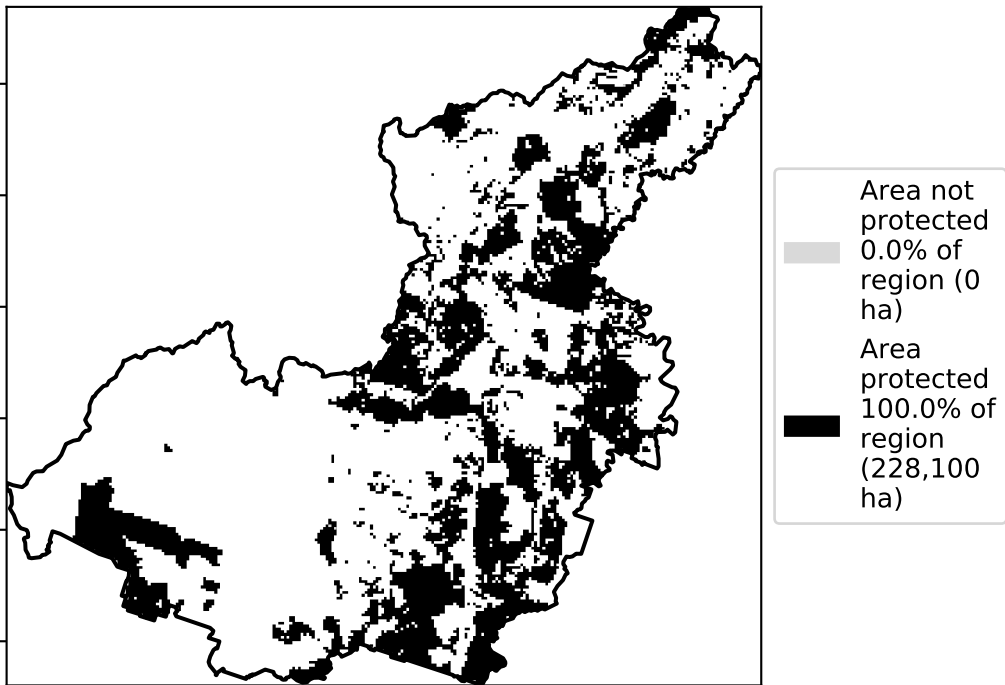 Area not
protected
0.0% of
region (0
ha)
Area
protected
100.0% of
region
(228,100
ha)